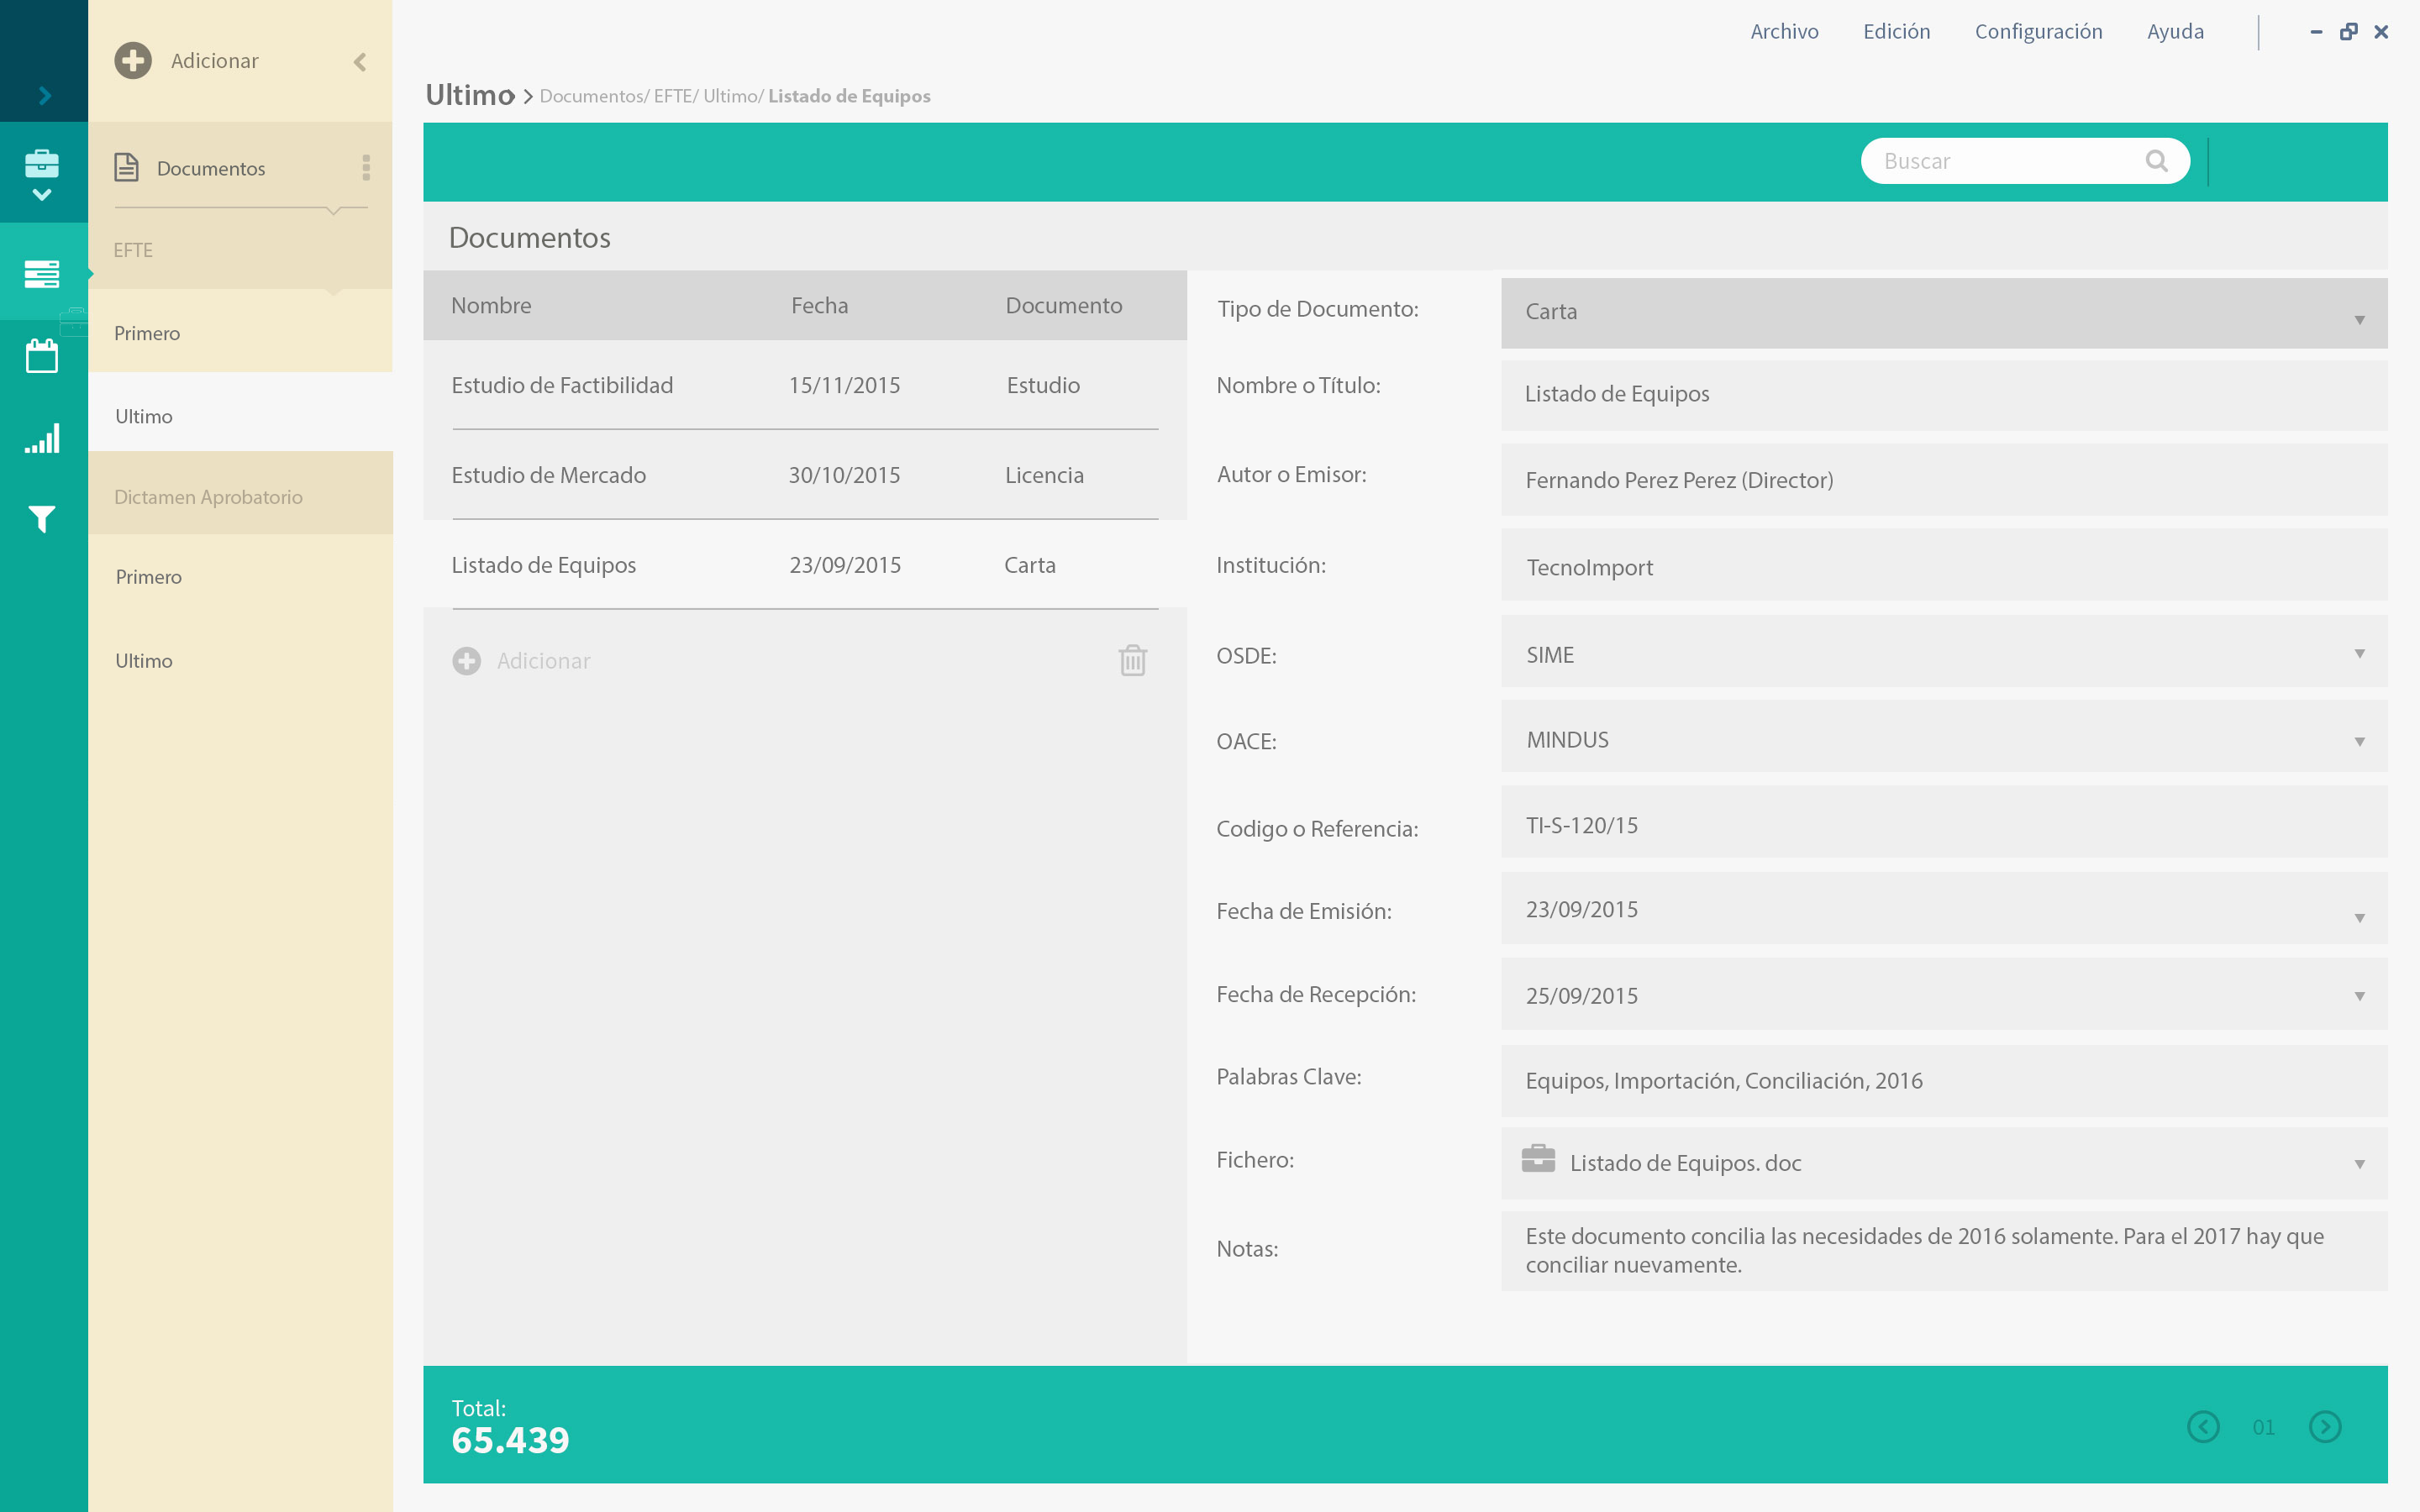 Archivo Edición Configuración Ayuda
Adicionar
Ultimo Documentos/ EFTE/ Ultimo/ Listado de Equipos
Documentos
EFTE
Primero
Ultimo
Dictamen Aprobatorio
Primero
Ultimo
Buscar
Documentos
Nombre Fecha Documento
Estudio de Factibilidad 15/11/2015 Estudio
Estudio de Mercado 30/10/2015 Licencia
Listado de Equipos 23/09/2015 Carta
Adicionar
Tipo de Documento: Carta
Nombre o Título: Listado de Equipos
Autor o Emisor: Fernando Perez Perez (Director)
Institución: TecnoImport
OSDE: SIME
OACE: MINDUS
Codigo o Referencia: TI-S-120/15
Fecha de Emisión: 23/09/2015
Fecha de Recepción: 25/09/2015
Palabras Clave: Equipos, Importación, Conciliación, 2016
Fichero: Listado de Equipos. doc
Notas: Este documento concilia las necesidades de 2016 solamente. Para el 2017 hay que
conciliar nuevamente.
Total:
65.439
01